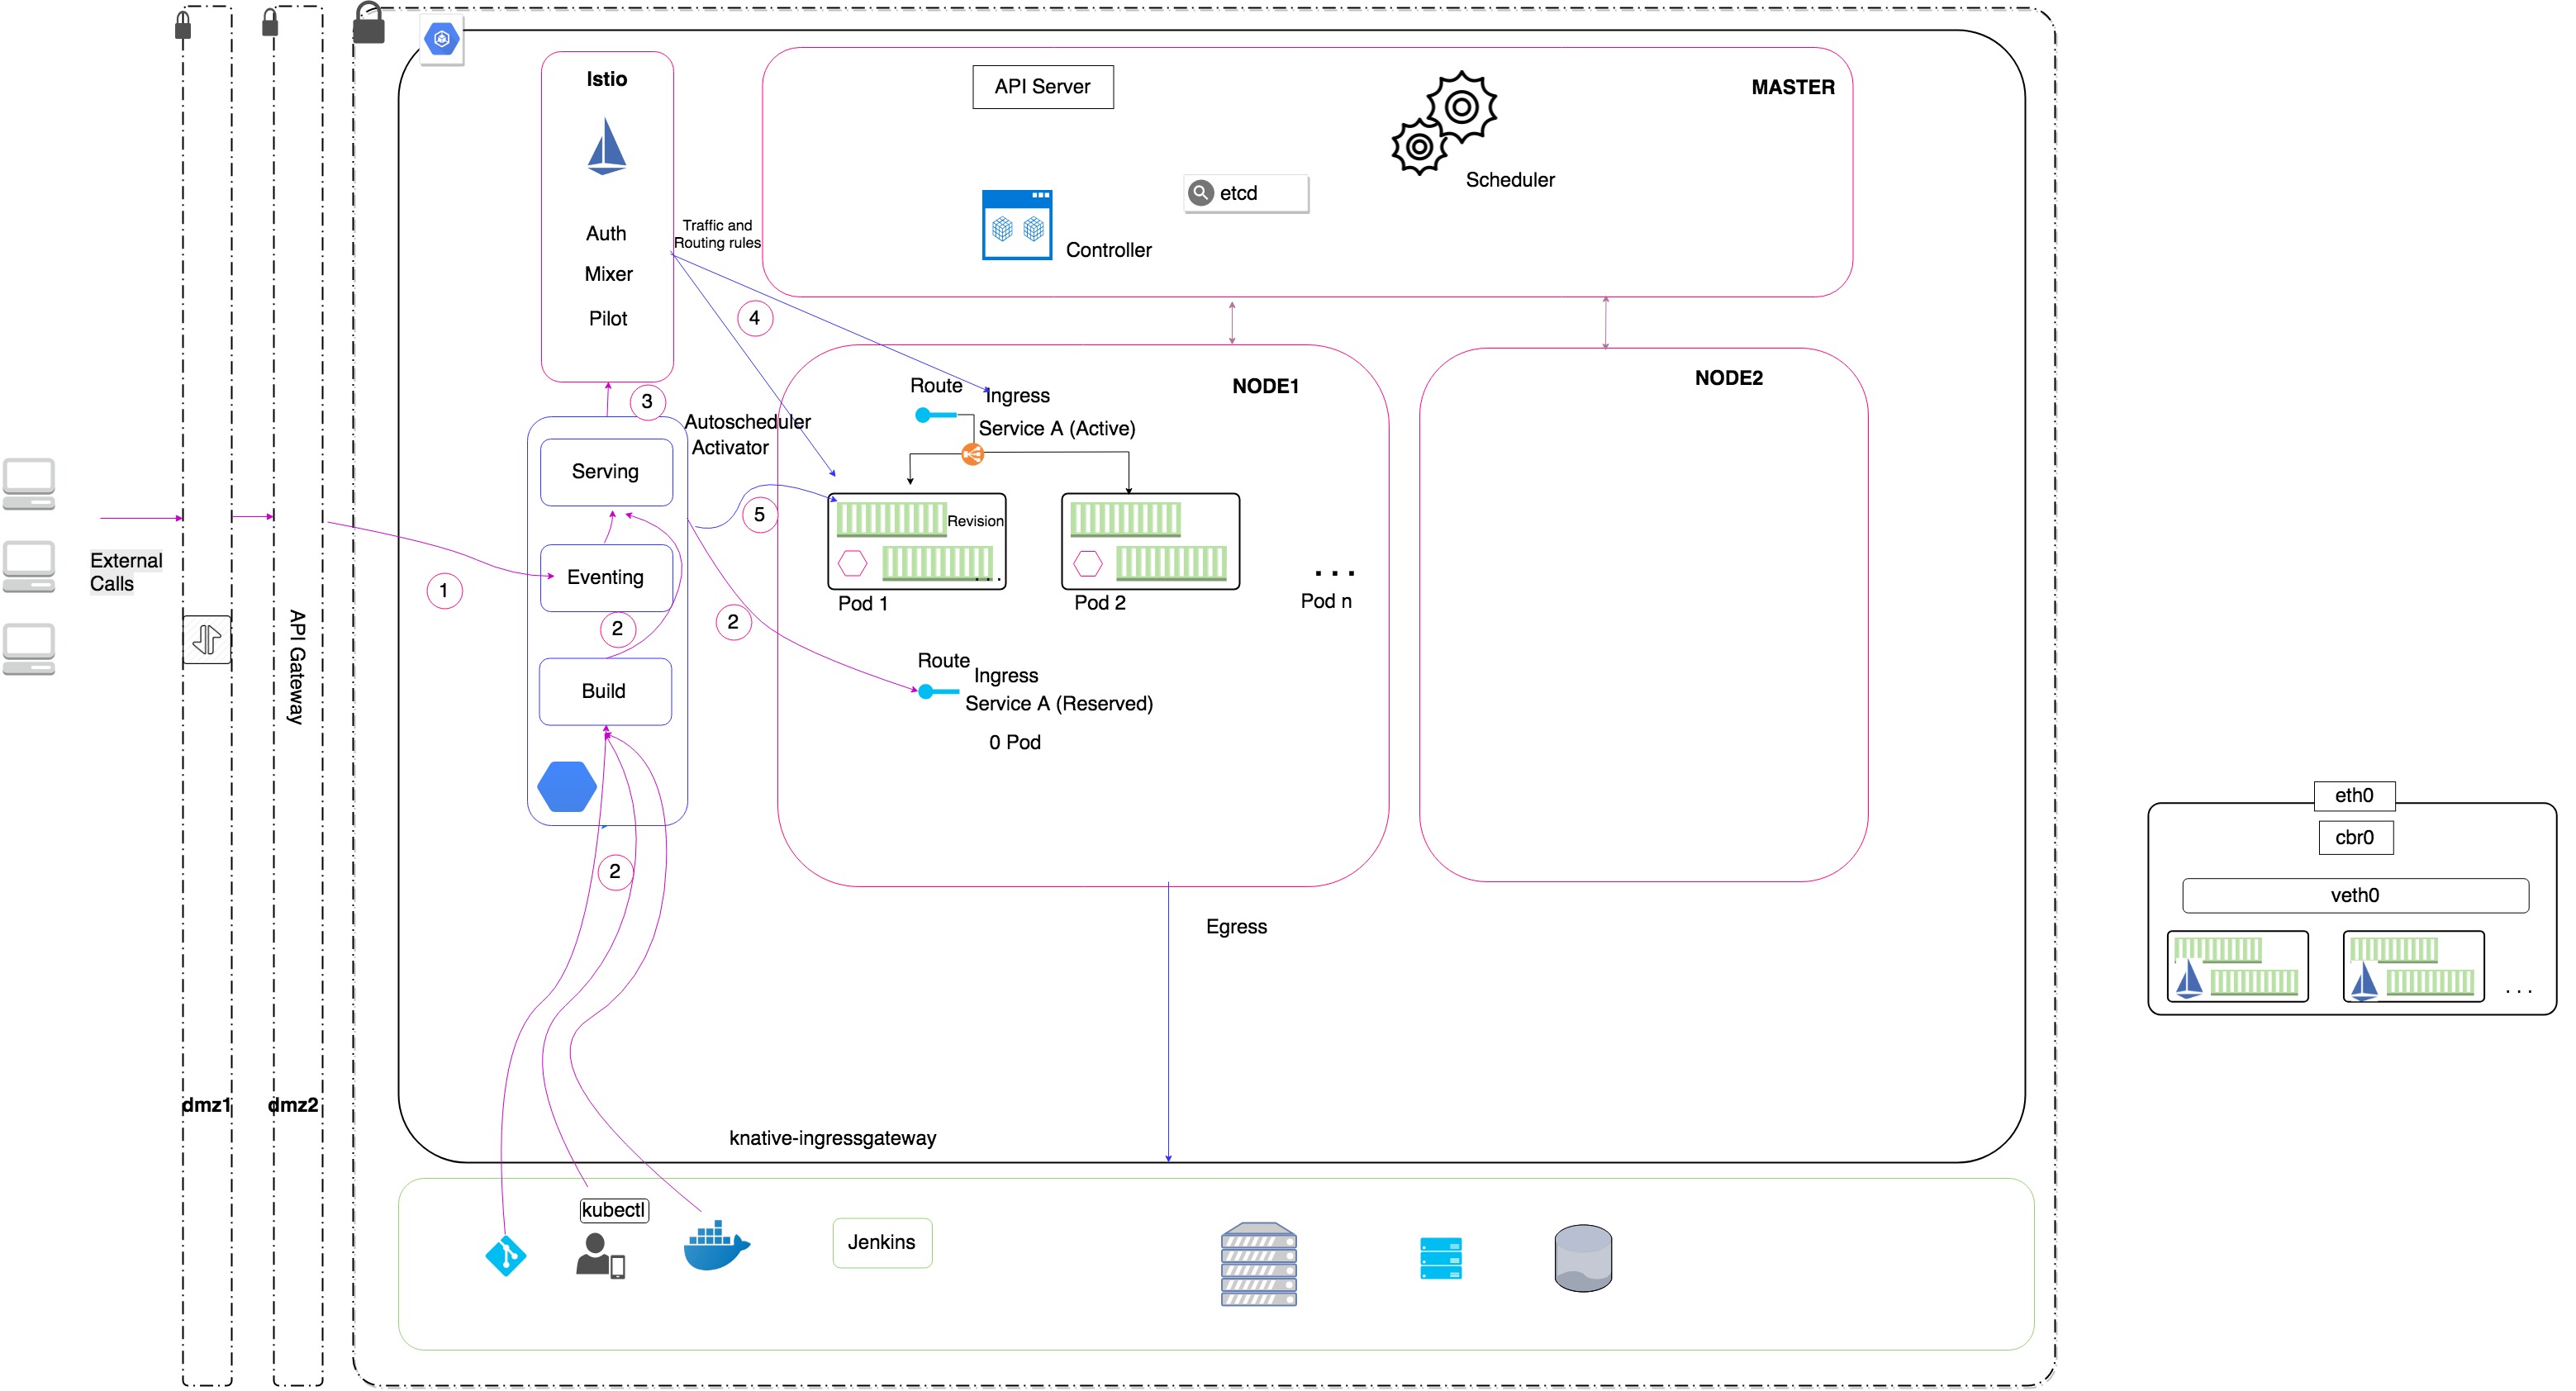 Istio
Auth
Mixer
Pilot
Traffic and
Routing rules
API Server
MASTER
Scheduler
etcd
Controller
4
3
Autoscheduler
Activator
Serving
Eventing
Build
5
2
2
2
1
External
Calls
API Gateway
dmz1
dmz2
NODE1
Route
Ingress
Service A (Active)
Revision
. . .
Pod 1
Pod 2
. . .
Pod n
Route
Ingress
Service A (Reserved)
0 Pod
NODE2
Egress
knative-ingressgateway
kubectl
Jenkins
eth0
cbr0
veth0
. . .